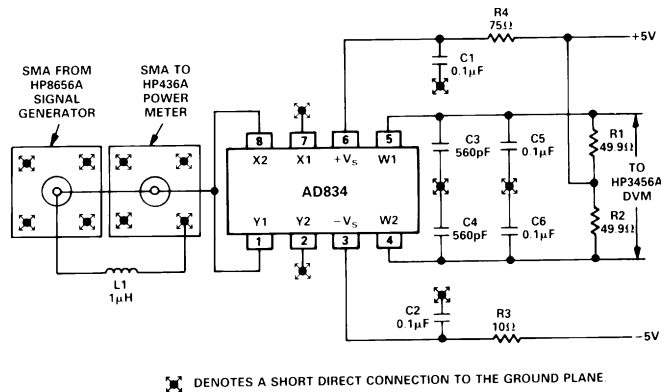 R4
75Ω
+5V
SMA FROM
HP8656A
SIGNAL
GENERATOR
SMA TO
HP436A
POWER
METER
C1
0.1µF
8
7
6
5
X2
X1
+VS
W1
C3
560pF
C5
0.1µF
R1
49.9Ω
TO
HP3456A
DVM
AD834
Y1
Y2
−VS
W2
1
2
3
4
C4
560pF
C6
0.1µF
R2
49.9Ω
L1
1µH
C2
0.1µF
R3
10Ω
−5V
DENOTES A SHORT DIRECT CONNECTION TO THE GROUND PLANE.